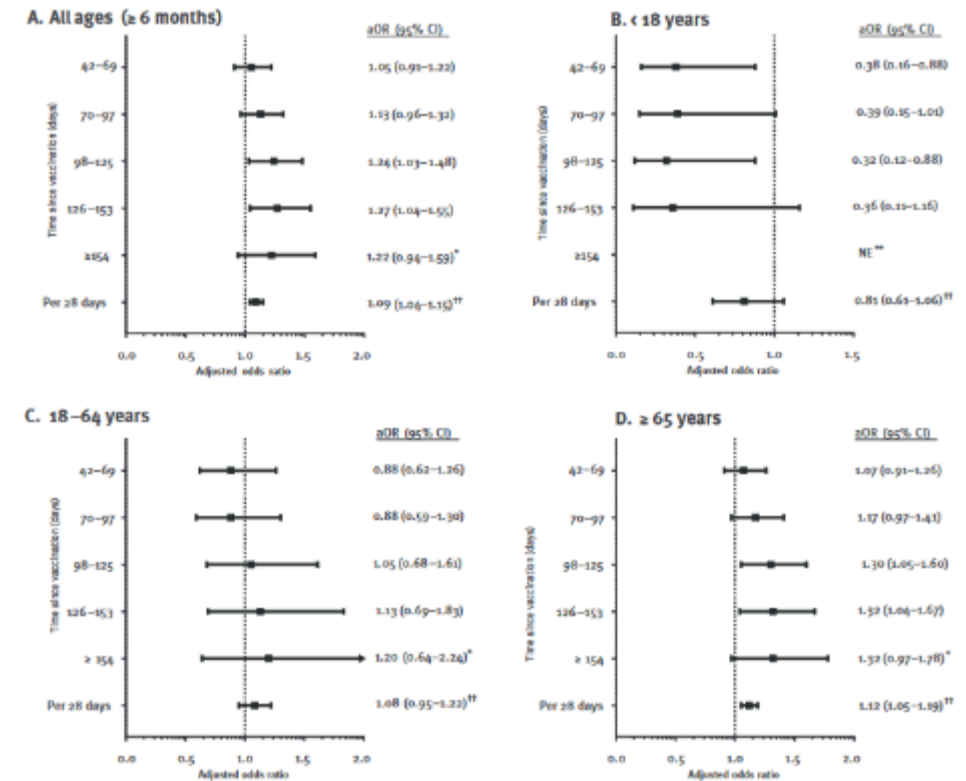 A. All ages (≥ 6 months)
aOR (95% CI)
Time since vaccination (days)
42–69
1.05 (0.91–1.22)
70–97
1.13 (0.96–1.32)
98–125
1.24 (1.03–1.48)
126–153
1.27 (1.04–1.55)
≥154
1.22 (0.94–1.59)*
Per 28 days
1.09 (1.04–1.15)††
0.0 0.5 1.0 1.5 2.0
Adjusted odds ratio
B. < 18 years
aOR (95% CI)
Time since vaccination (days)
42–69
0.38 (0.16–0.88)
70–97
0.39 (0.15–1.01)
98–125
0.32 (0.12–0.88)
126–153
0.36 (0.11–1.16)
≥154
NE**
Per 28 days
0.81 (0.61–1.06)††
0.0 0.5 1.0 1.5
Adjusted odds ratio
C. 18–64 years
aOR (95% CI)
Time since vaccination (days)
42–69
0.88 (0.62–1.26)
70–97
0.88 (0.59–1.30)
98–125
1.05 (0.68–1.61)
126–153
1.13 (0.69–1.83)
≥ 154
1.20 (0.64–2.24)*
Per 28 days
1.08 (0.95–1.22)††
0.0 0.5 1.0 1.5 2.0
Adjusted odds ratio
D. ≥ 65 years
aOR (95% CI)
Time since vaccination (days)
42–69
1.07 (0.91–1.26)
70–97
1.17 (0.97–1.41)
98–125
1.30 (1.05–1.60)
126–153
1.32 (1.04–1.67)
≥ 154
1.32 (0.97–1.78)*
Per 28 days
1.12 (1.05–1.19)††
0.0 0.5 1.0 1.5 2.0
Adjusted odds ratio